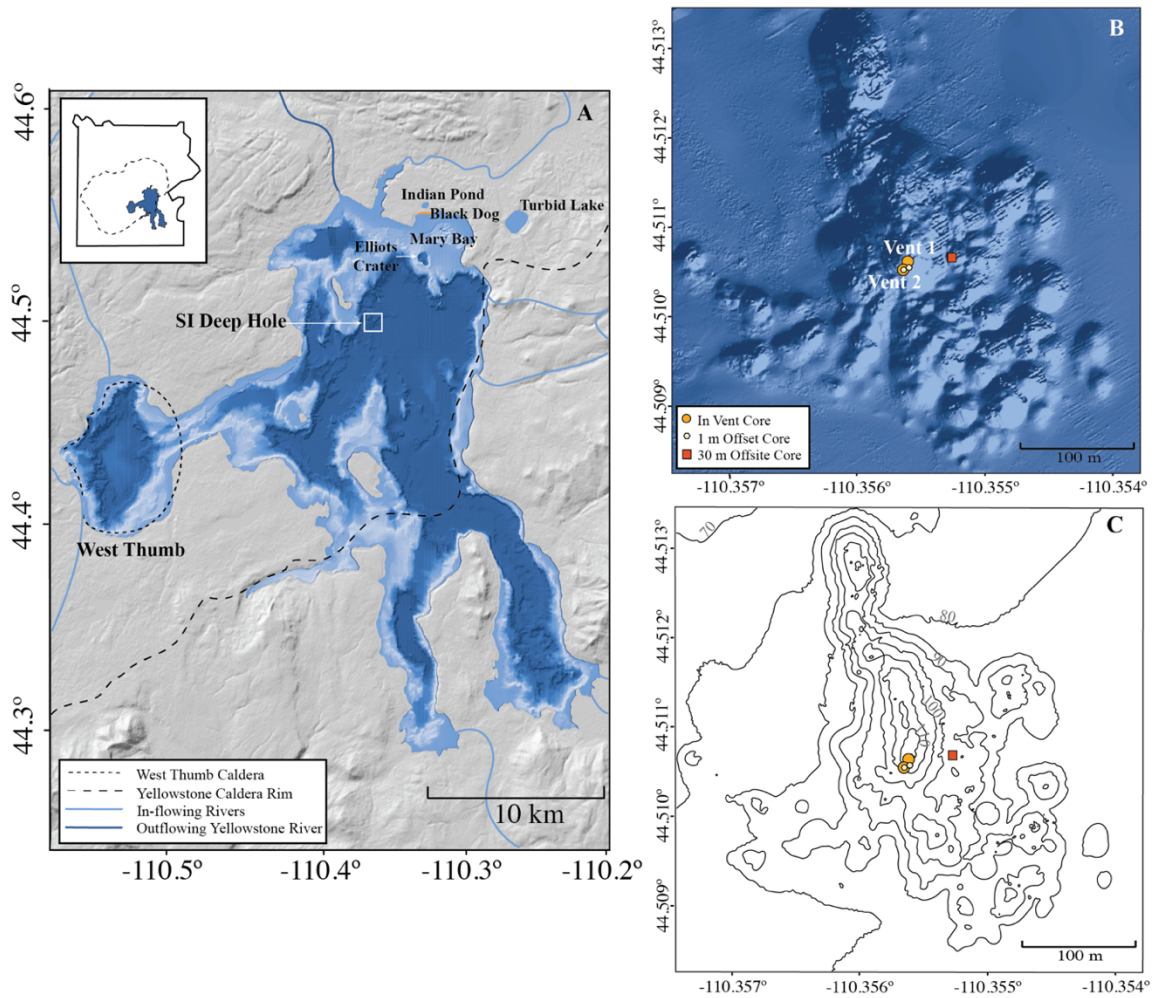 A
44.6°
44.5°
44.4°
44.3°
-110.5°
-110.4°
-110.3°
-110.2°
Indian Pond
Black Dog
Turbid Lake
Mary Bay
Elliots
Crater
SI Deep Hole
West Thumb
West Thumb Caldera
Yellowstone Caldera Rim
In-flowing Rivers
Outflowing Yellowstone River
10 km
B
44.513°
44.512°
44.511°
44.510°
44.509°
Vent 1
Vent 2
In Vent Core
1 m Offset Core
30 m Offsite Core
100 m
-110.357°
-110.356°
-110.355°
-110.354°
C
70
80
90
100
44.513°
44.512°
44.511°
44.510°
44.509°
100 m
-110.357°
-110.356°
-110.355°
-110.354°